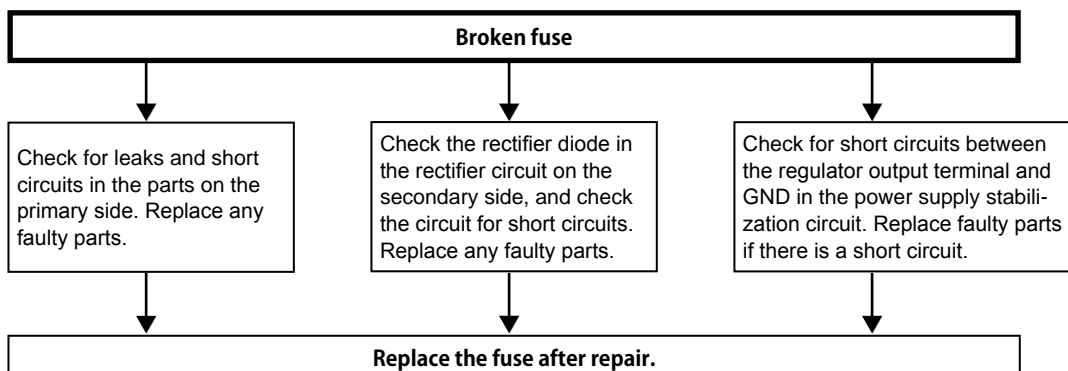 Broken fuse
Check for leaks and short
circuits in the parts on the
primary side. Replace any
faulty parts.
Check the rectifier diode in
the rectifier circuit on the
secondary side, and check
the circuit for short circuits.
Replace any faulty parts.
Check for short circuits between
the regulator output terminal and
GND in the power supply stabili-
zation circuit. Replace faulty parts
if there is a short circuit.
Replace the fuse after repair.